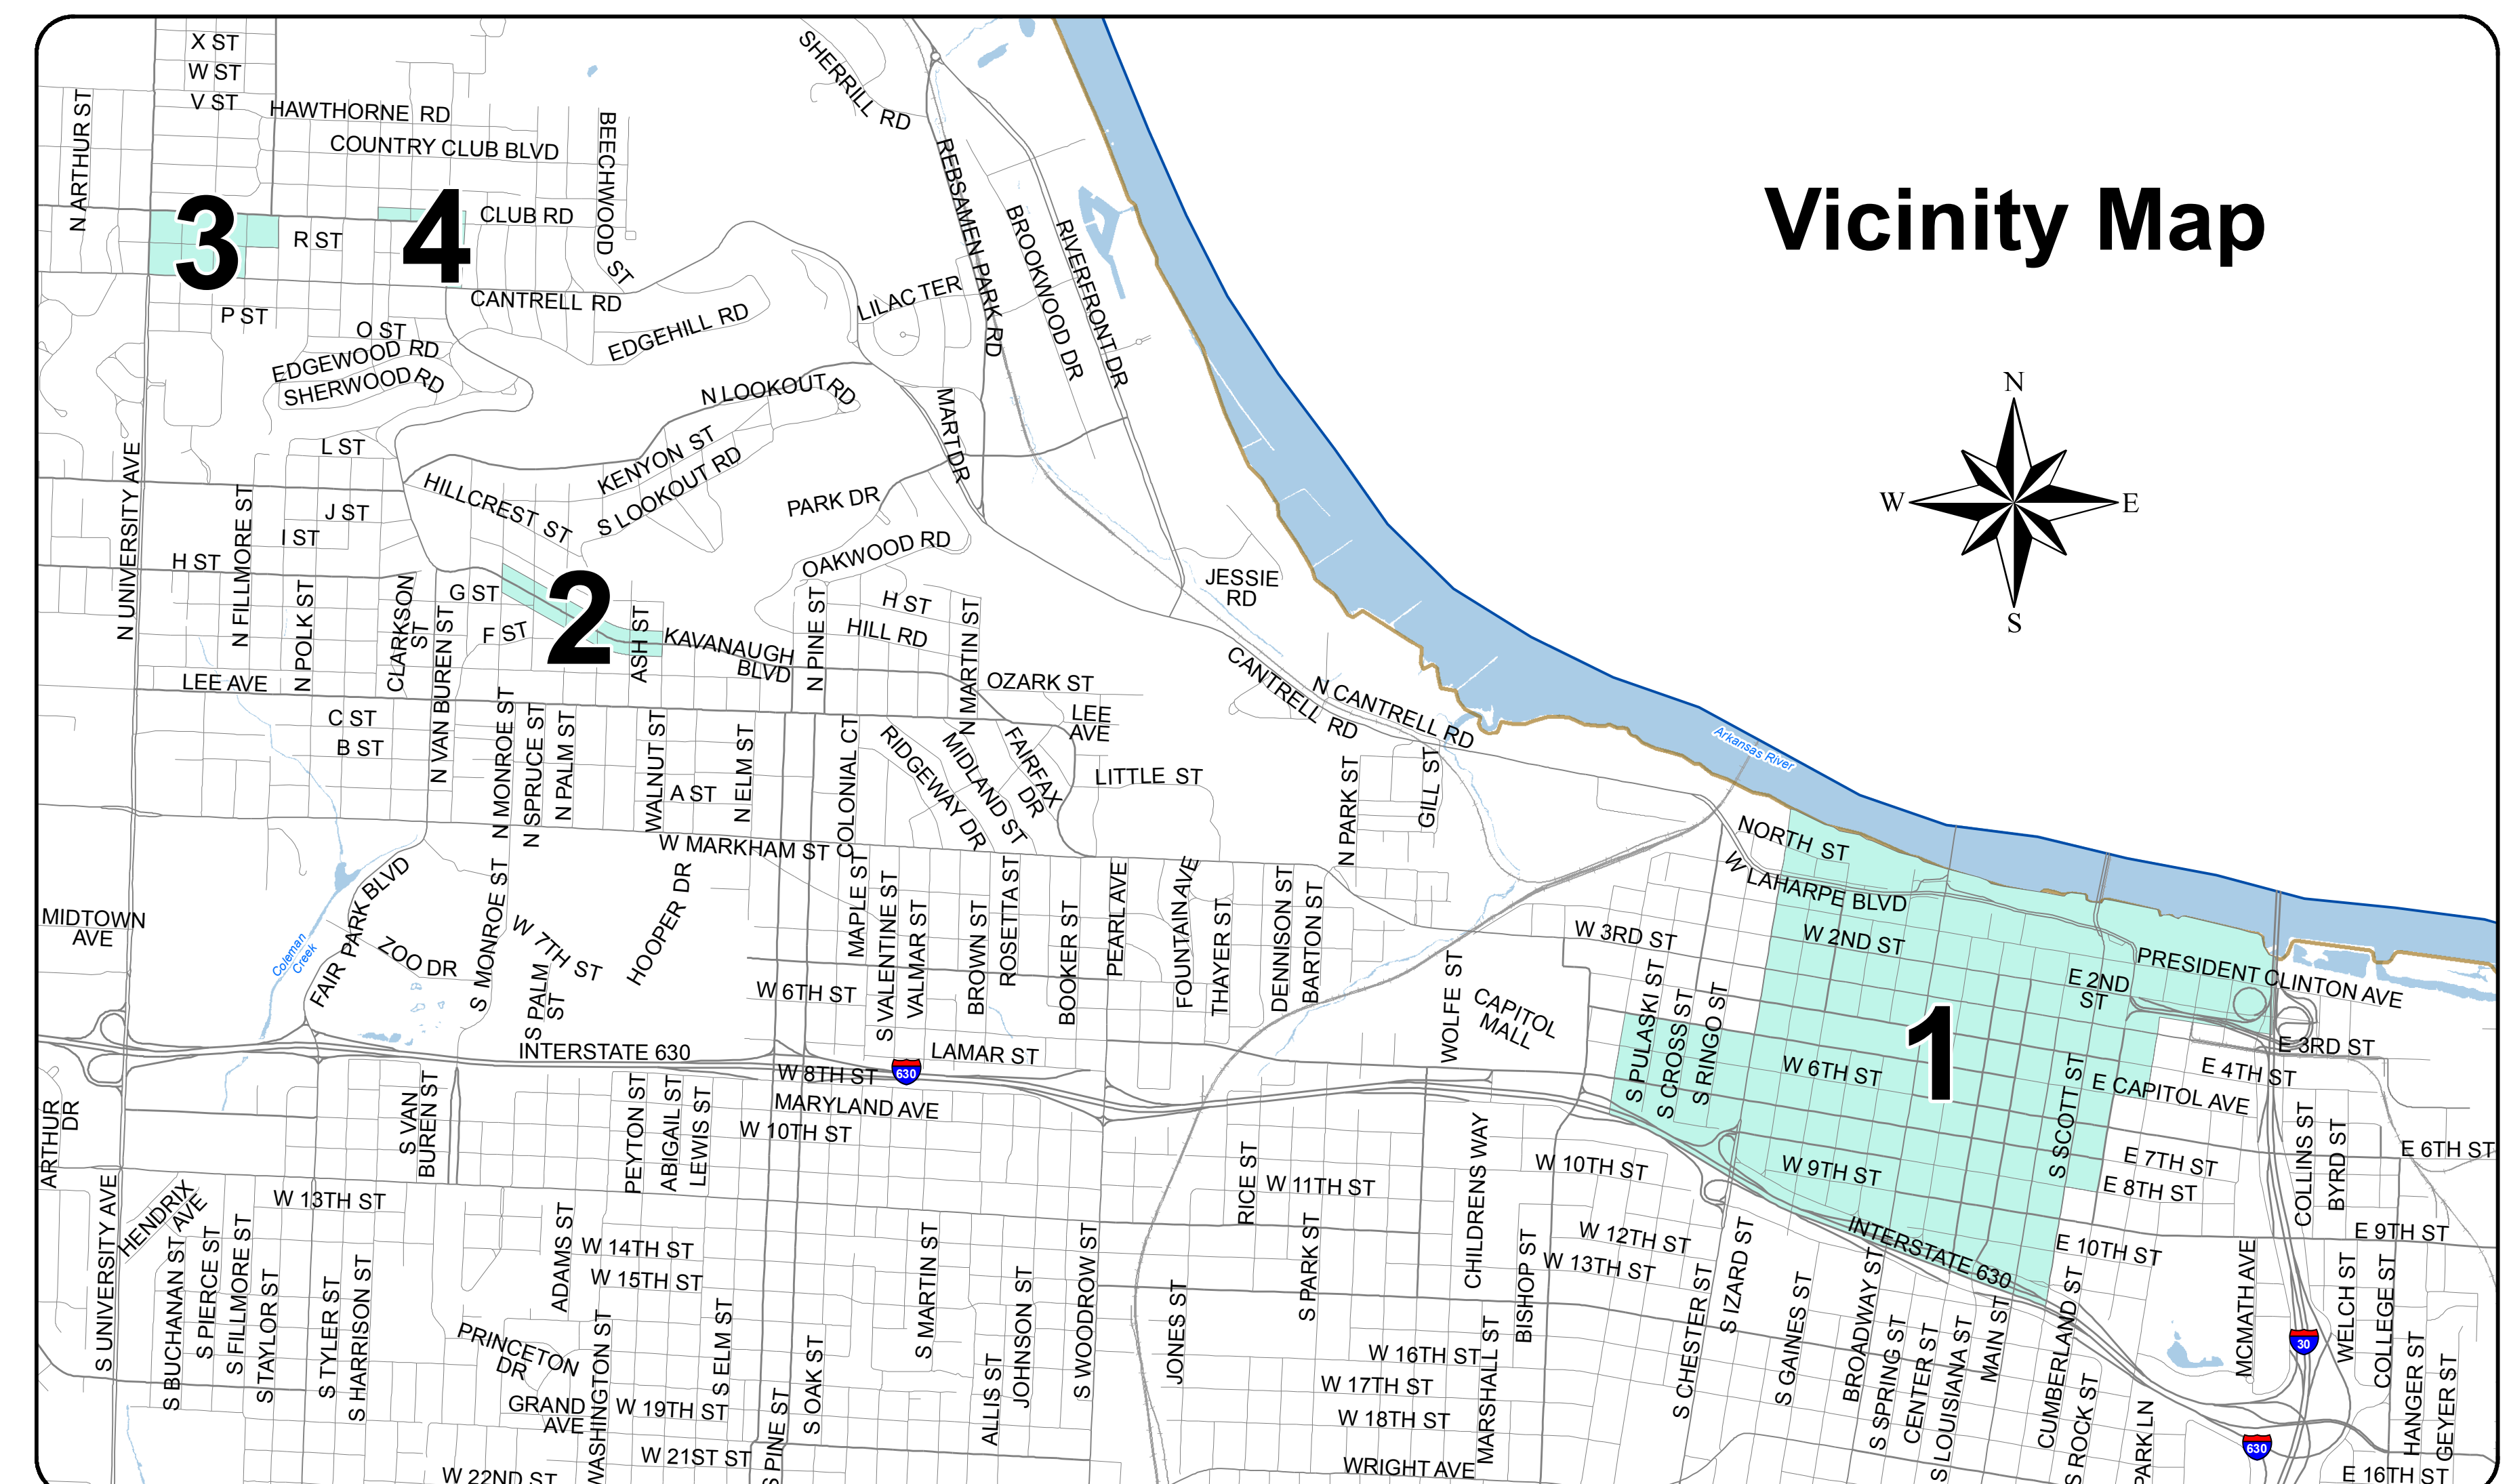 Vicinity Map
N
W
E
S
X ST
W ST
V ST
HAWTHORNE RD
COUNTRY CLUB BLVD
N ARTHUR ST
BEECHWOOD ST
SHERRILL RD
REBSAMEN PARK RD
BROOKWOOD DR
RIVERFRONT DR
3
4
CLUB RD
R ST
CANTRELL RD
P ST
O ST
EDGEWOOD RD
SHERWOOD RD
EDGEHILL RD
LILAC TER
N LOOKOUT RD
MART DR
L ST
KENYON ST
S LOOKOUT RD
HILLCREST ST
PARK DR
OAKWOOD RD
N UNIVERSITY AVE
N FILLMORE ST
J ST
I ST
H ST
N POLK ST
CLARKSON
ST
G ST
F ST
2
ASH ST
KAVANAUGH
BLVD
N PINE ST
H ST
HILL RD
N MARTIN ST
JESSIE
RD
LEE AVE
N VAN BUREN ST
OZARK ST
LEE
AVE
CANTRELL RD
N CANTRELL RD
C ST
B ST
N MONROE ST
N SPRUCE ST
N PALM ST
WALNUT ST
A ST
N ELM ST
COLONIAL CT
RIDGEWAY DR
MIDLAND ST
FAIRFAX
DR
LITTLE ST
N PARK ST
GILL ST
Arkansas River
W MARKHAM ST
NORTH ST
W LAHARPE BLVD
W 2ND ST
W 3RD ST
MIDTOWN
AVE
Coleman
Creek
FAIR PARK BLVD
ZOO DR
S MONROE ST
W 7TH ST
S PALM
ST
HOOPER DR
MAPLE ST
S VALENTINE ST
VALMAR ST
BROWN ST
ROSETTA ST
BOOKER ST
PEARL AVE
FOUNTAIN AVE
THAYER ST
DENNISON ST
BARTON ST
W 6TH ST
WOLFE ST
CAPITOL
MALL
S PULASKI ST
S CROSS ST
S RINGO ST
1
W 6TH ST
E 2ND
ST
PRESIDENT CLINTON AVE
E 3RD ST
E 4TH ST
E CAPITOL AVE
S SCOTT ST
INTERSTATE 630
630
LAMAR ST
W 8TH ST
MARYLAND AVE
W 10TH ST
ARTHUR
DR
S VAN
BUREN ST
PEYTON ST
ABIGAIL ST
LEWIS ST
RICE ST
W 11TH ST
CHILDRENS WAY
W 10TH ST
W 9TH ST
E 6TH ST
E 7TH ST
E 8TH ST
COLLINS ST
BYRD ST
E 9TH ST
E 10TH ST
INTERSTATE 630
S UNIVERSITY AVE
HENDRIX
AVE
S BUCHANAN ST
S PIERCE ST
S FILLMORE ST
S TAYLOR ST
W 13TH ST
S TYLER ST
S HARRISON ST
ADAMS ST
W 14TH ST
W 15TH ST
PRINCETON
DR
GRAND
AVE
WASHINGTON ST
W 19TH ST
W 21ST ST
W 22ND ST
S ELM ST
S PINE ST
S OAK ST
S MARTIN ST
ALLIS ST
JOHNSON ST
S WOODROW ST
JONES ST
S PARK ST
W 12TH ST
W 13TH ST
BISHOP ST
W 16TH ST
W 17TH ST
W 18TH ST
WRIGHT AVE
MARSHALL ST
S CHESTER ST
S IZARD ST
S GAINES ST
BROADWAY ST
S SPRING ST
CENTER ST
S LOUISIANA ST
MAIN ST
CUMBERLAND ST
S ROCK ST
PARK LN
MCMATH AVE
30
630
WELCH ST
COLLEGE ST
HANGER ST
GEYER ST
E 16TH ST